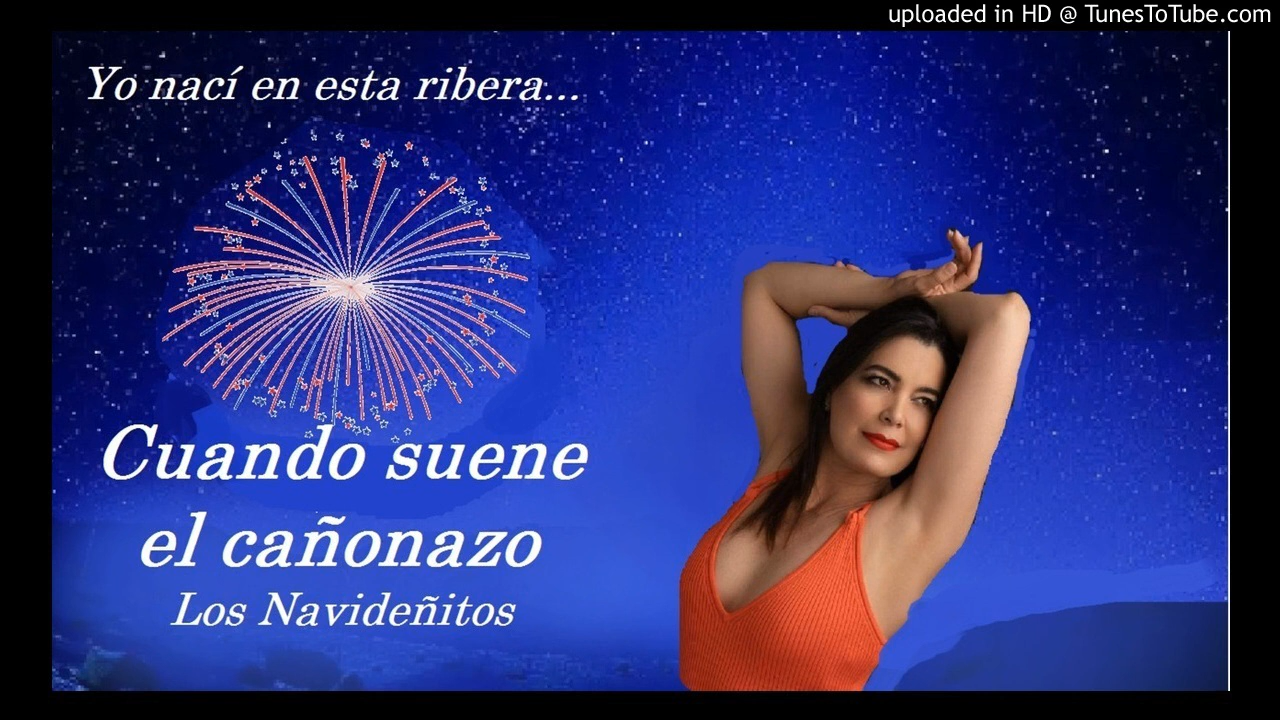 uploaded in HD @ TunesToTube.com
Yo nací en esta ribera...
Cuando suene
el cañonazo
Los Navideñitos